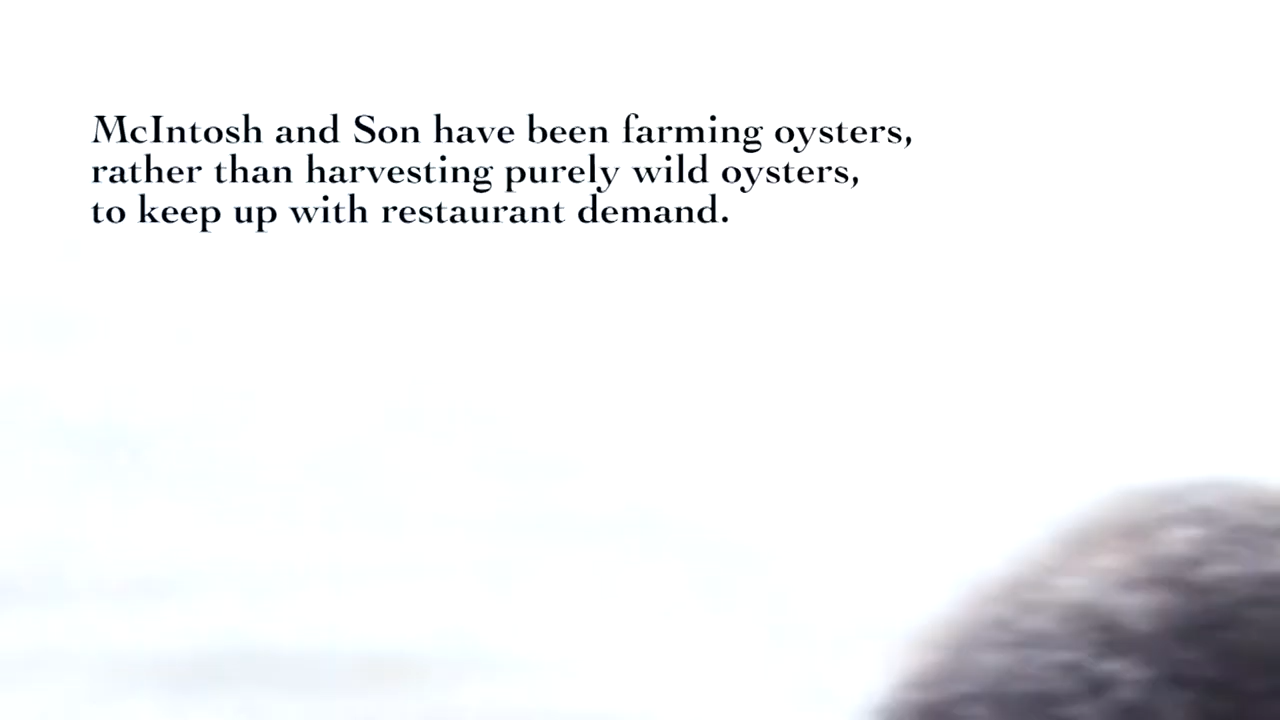 McIntosh and Son have been farming oysters,
rather than harvesting purely wild oysters,
to keep up with restaurant demand.